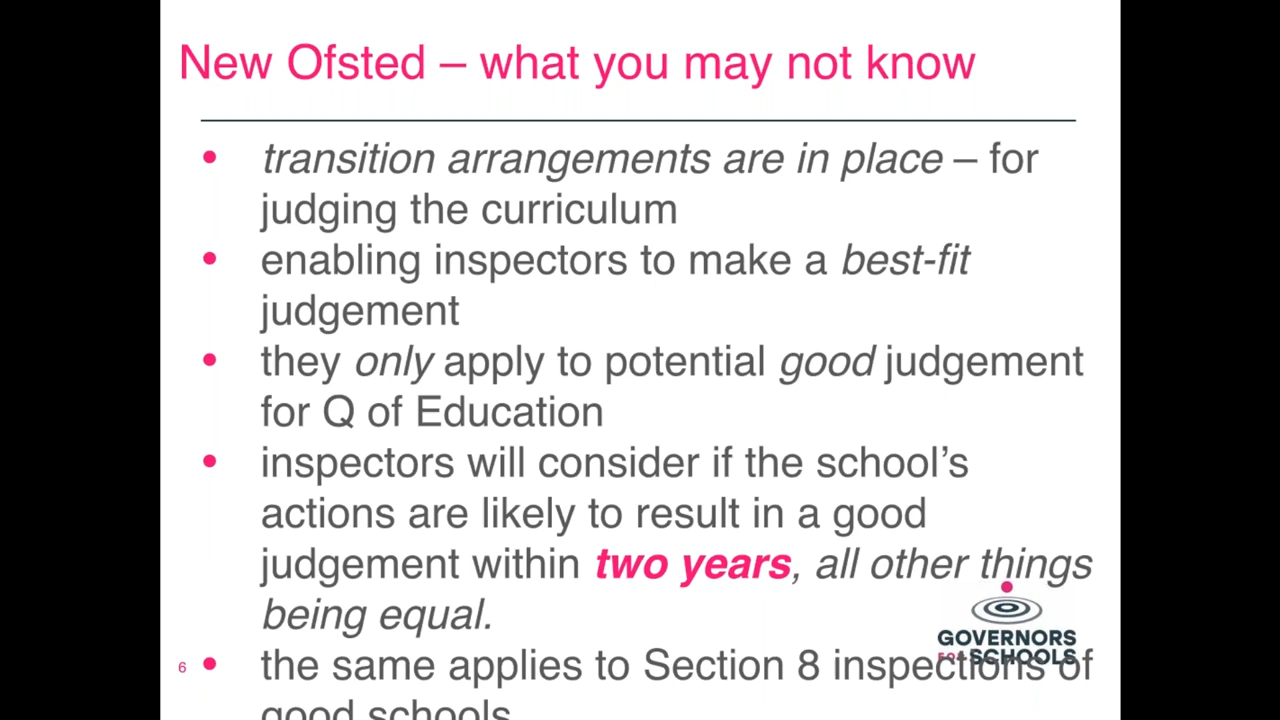 New Ofsted – what you may not know
• transition arrangements are in place – for
judging the curriculum
• enabling inspectors to make a best-fit
judgement
• they only apply to potential good judgement
for Q of Education
• inspectors will consider if the school’s
actions are likely to result in a good
judgement within two years, all other things
being equal.
• the same applies to Section 8 inspections of
good schools
GOVERNORS
FOR SCHOOLS
6